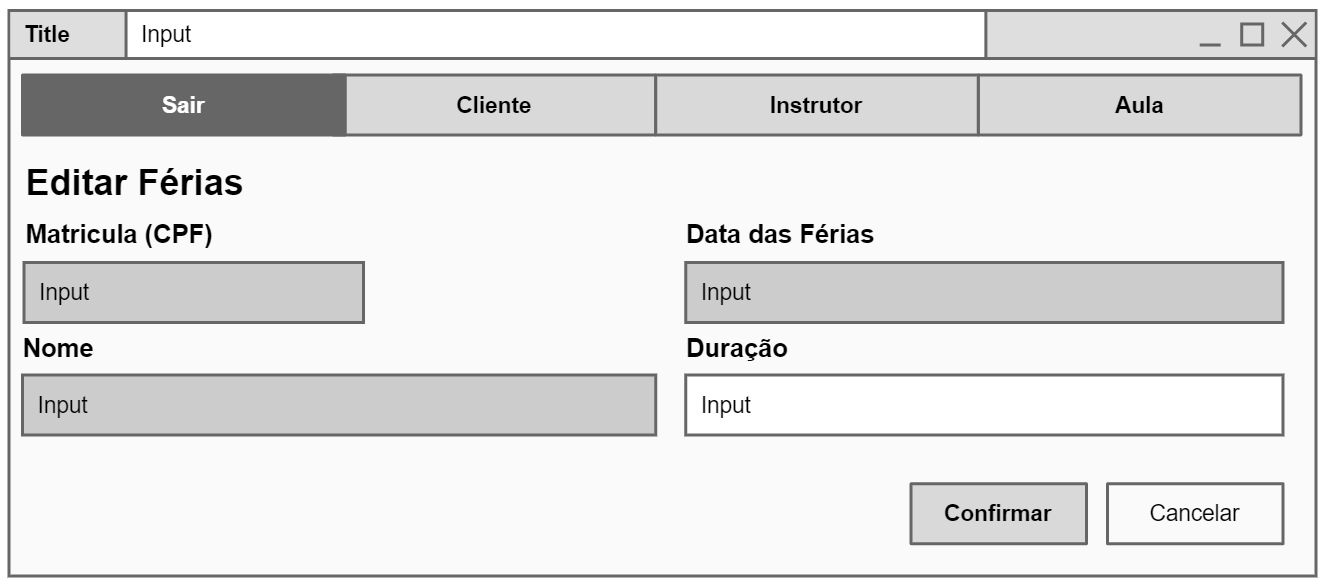 Title Input
Sair Cliente Instrutor Aula
Editar Férias
Matricula (CPF) Data das Férias
Input Input
Nome Duração
Input Input
Confirmar Cancelar